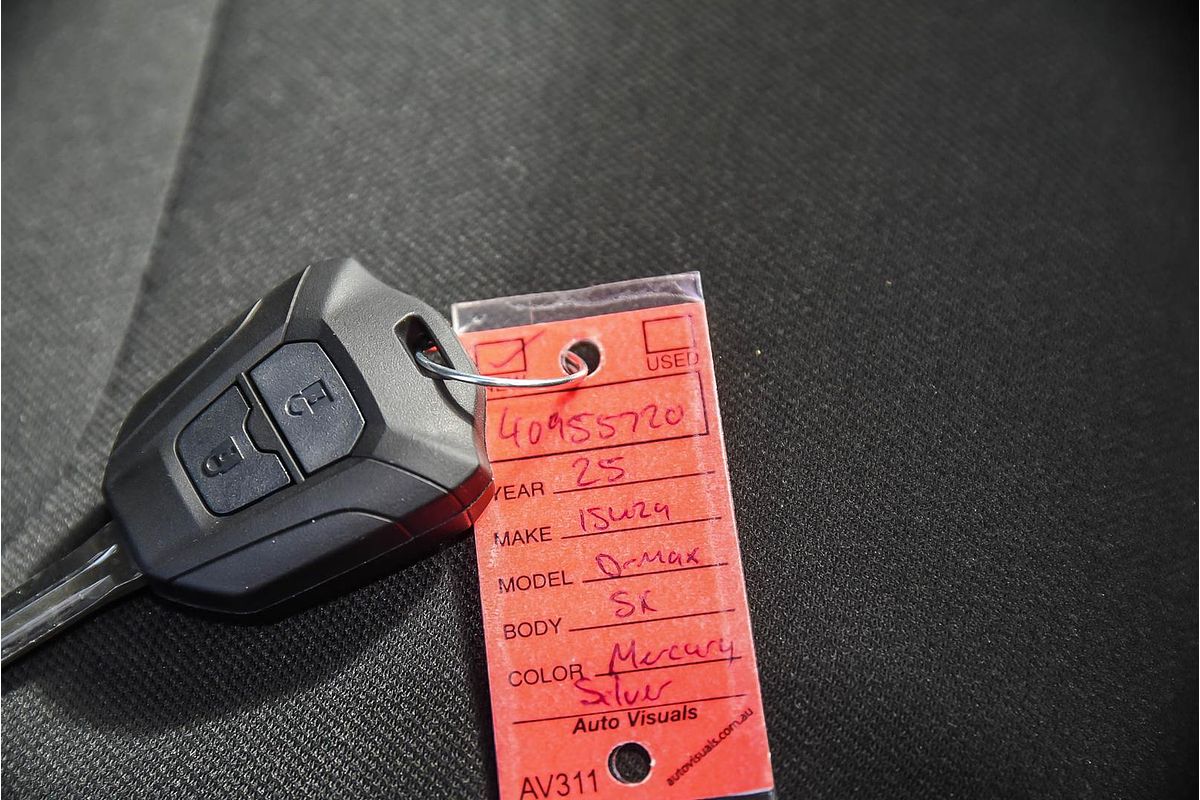 NEW USED
40955720
YEAR 25
MAKE ISUZU
MODEL D-Max
BODY SX
COLOR Mercury
Silver
Auto Visuals
autovisuals.com.au
AV311